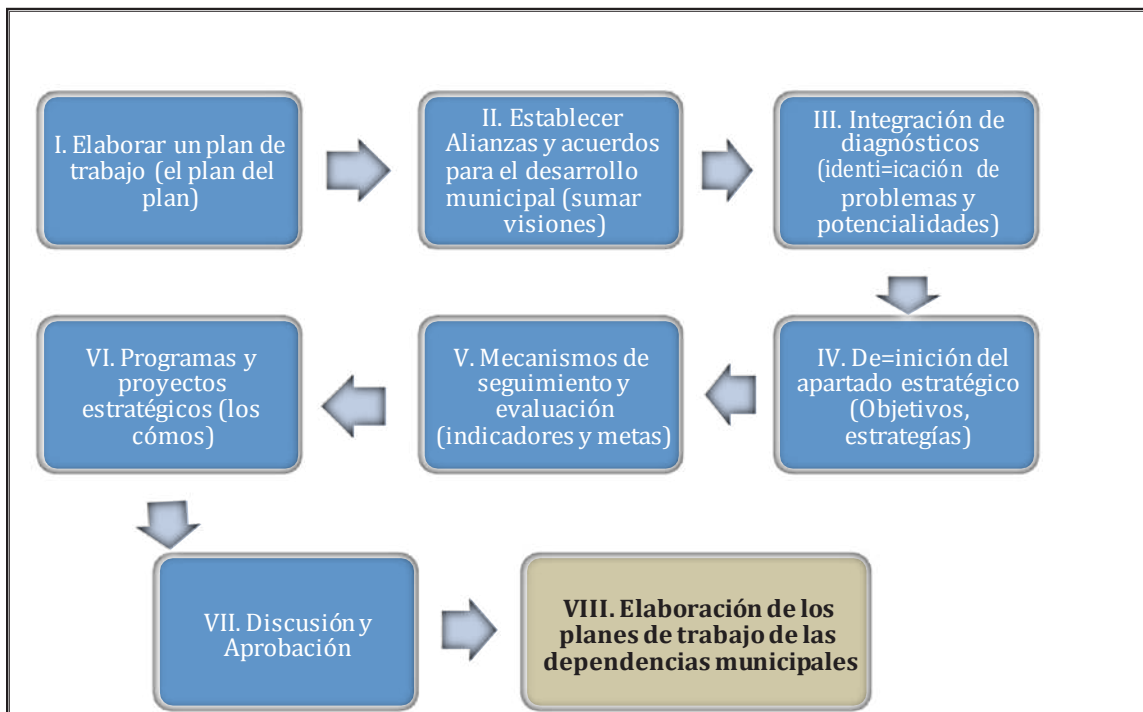 I. Elaborar un plan de
trabajo (el plan del
plan)
II. Establecer
Alianzas y acuerdos
para el desarrollo
municipal (sumar
visiones)
III. Integración de
diagnósticos
(identi=icación de
problemas y
potencialidades)
IV. De=inición del
apartado estratégico
(Objetivos,
estrategías)
V. Mecanismos de
seguimiento y
evaluación
(indicadores y metas)
VI. Programas y
proyectos
estratégicos (los
cómos)
VII. Discusión y
Aprobación
VIII. Elaboración de los
planes de trabajo de las
dependencias municipales